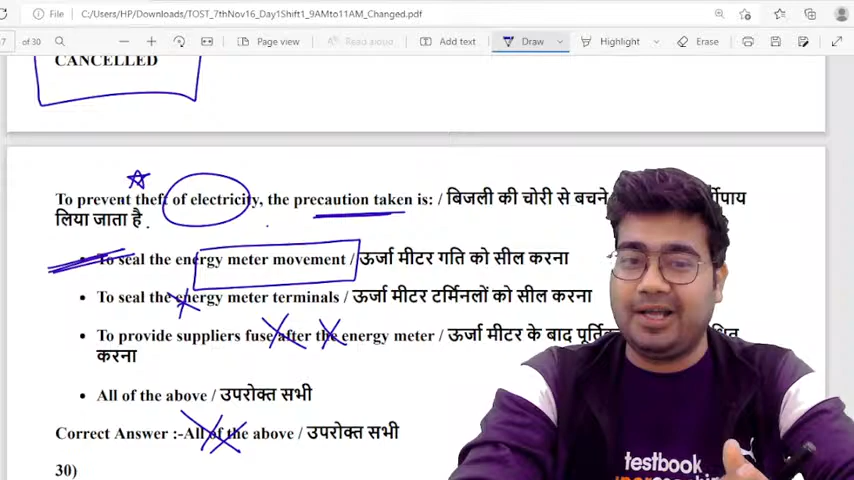 File
C:/Users/HP/Downloads/TOST_7thNov16_Day1Shift1_9AMto11AM_Changed.pdf
7 of 30
Read aloud
Add text
Draw
Highlight
Erase
CANCELLED
To prevent theft of electricity, the precaution taken is: / बिजली की चोरी से बचने
लिया जाता है .
To seal the energy meter movement / ऊर्जा मीटर गति को सील करना
To seal the energy meter terminals / ऊर्जा मीटर टर्मिनलों को सील करना
To provide suppliers fuse after the energy meter / ऊर्जा मीटर के बाद
करना
All of the above / उपरोक्त सभी
Correct Answer :-All of the above / उपरोक्त सभी
30)
testbook